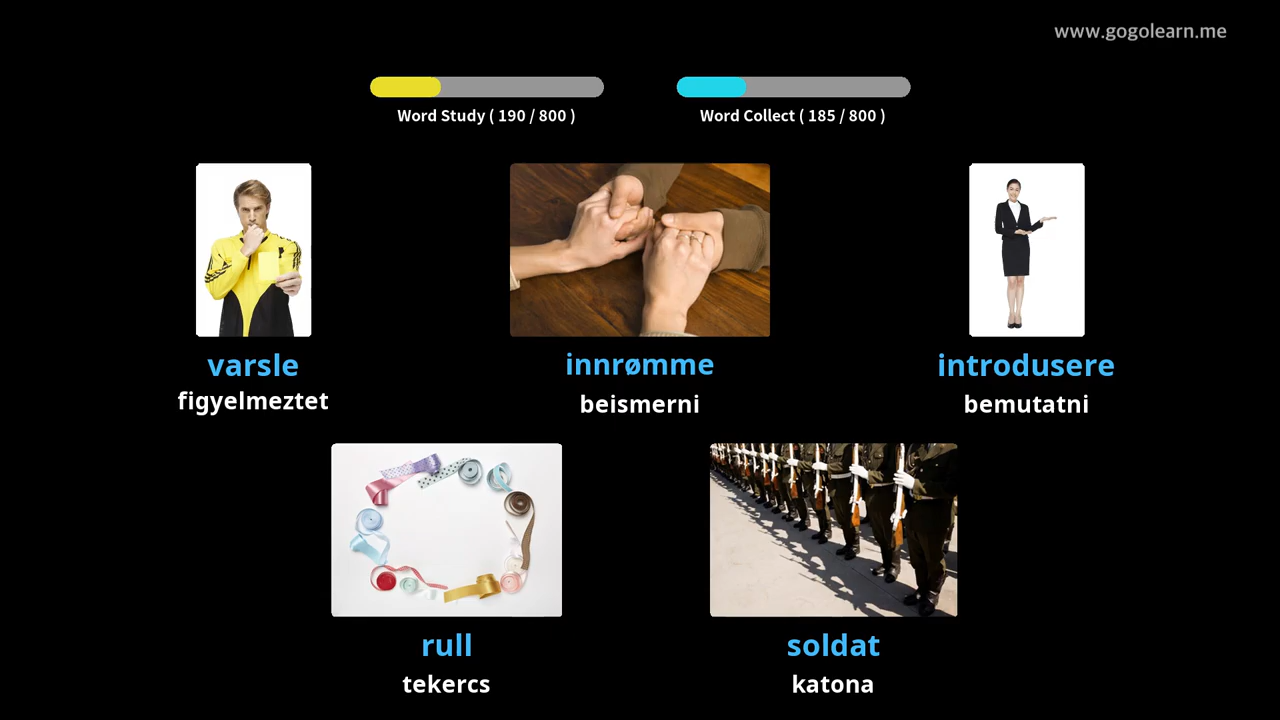 www.gogolearn.me
Word Study ( 190 / 800 )
Word Collect ( 185 / 800 )
varsle
figyelmeztet
innrømme
beismerni
introdusere
bemutatni
rull
tekercs
soldat
katona